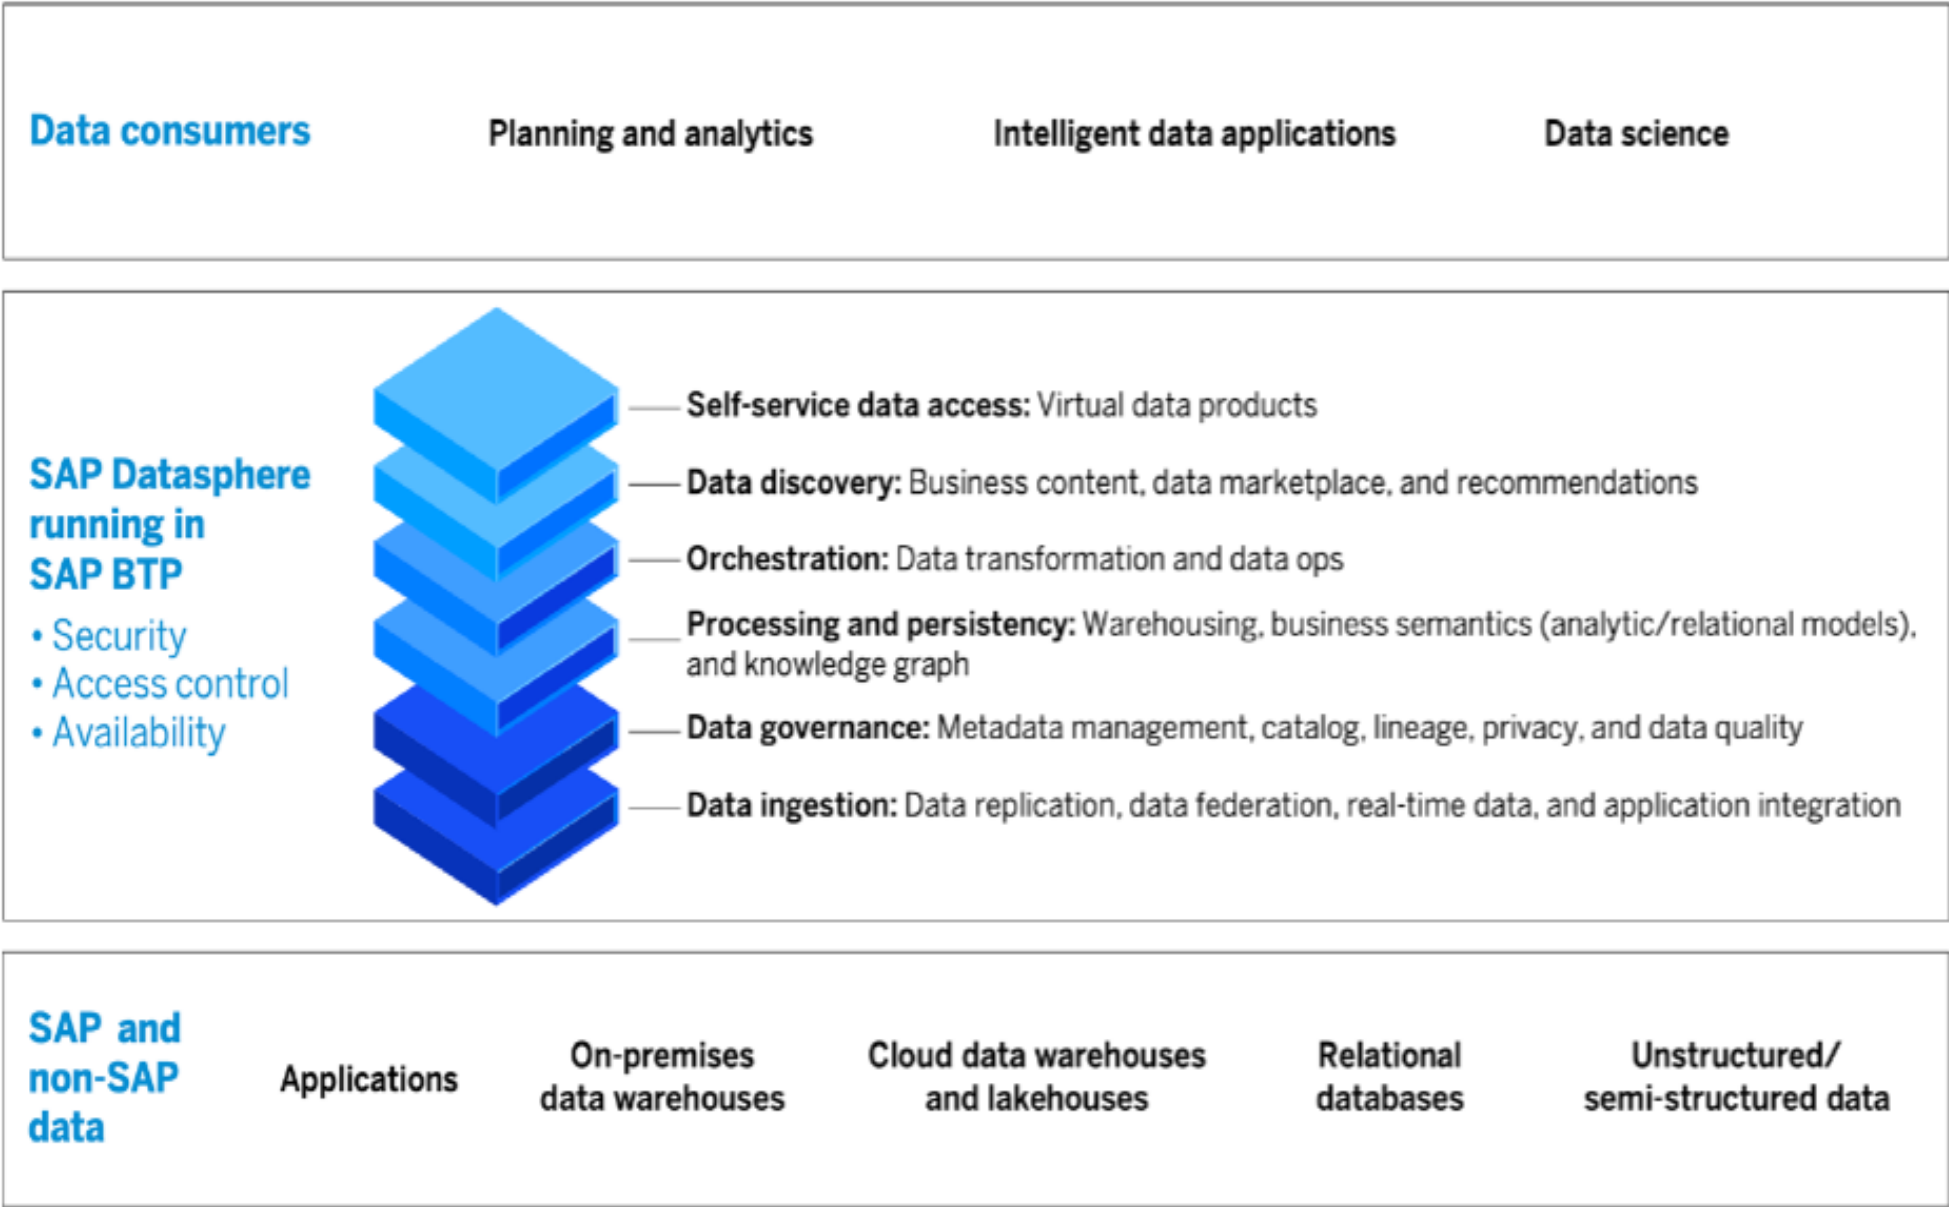 Data consumers
Planning and analytics
Intelligent data applications
Data science
SAP Datasphere
running in
SAP BTP
• Security
• Access control
• Availability
Self-service data access: Virtual data products
Data discovery: Business content, data marketplace, and recommendations
Orchestration: Data transformation and data ops
Processing and persistency: Warehousing, business semantics (analytic/relational models),
and knowledge graph
Data governance: Metadata management, catalog, lineage, privacy, and data quality
Data ingestion: Data replication, data federation, real-time data, and application integration
SAP and
non-SAP
data
Applications
On-premises
data warehouses
Cloud data warehouses
and lakehouses
Relational
databases
Unstructured/
semi-structured data